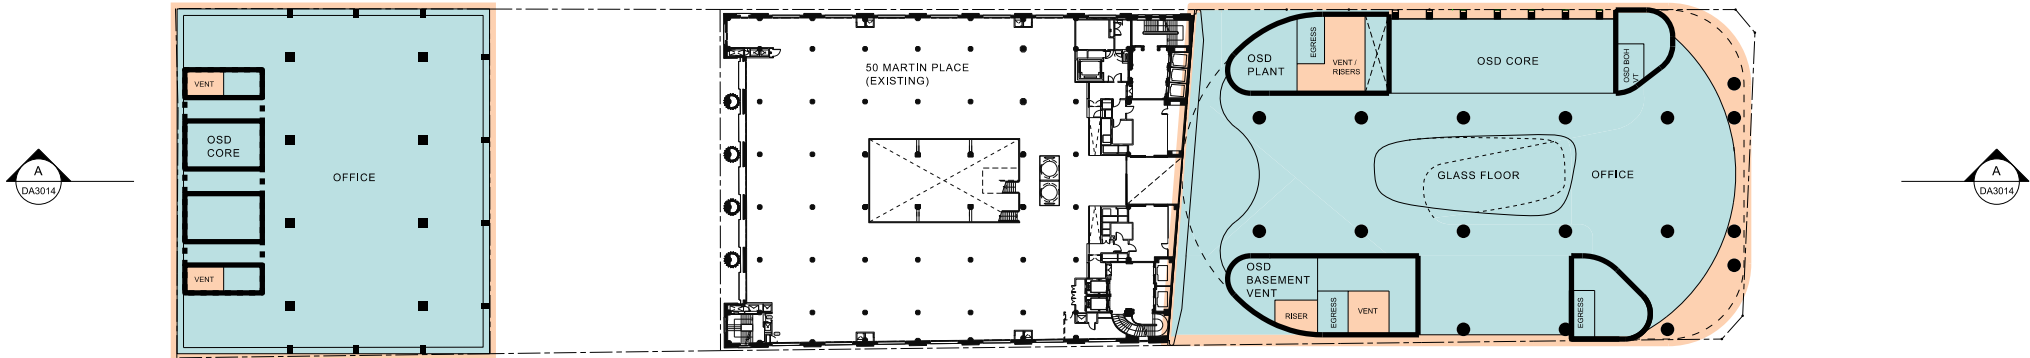 A
DA3014
VENT
OSD
CORE
VENT
OFFICE
50 MARTIN PLACE
(EXISTING)
OSD
PLANT
EGRESS
VENT /
RISERS
OSD CORE
OSD BOH
VT
GLASS FLOOR
OFFICE
OSD
BASEMENT
VENT
RISER
EGRESS
VENT
EGRESS
A
DA3014